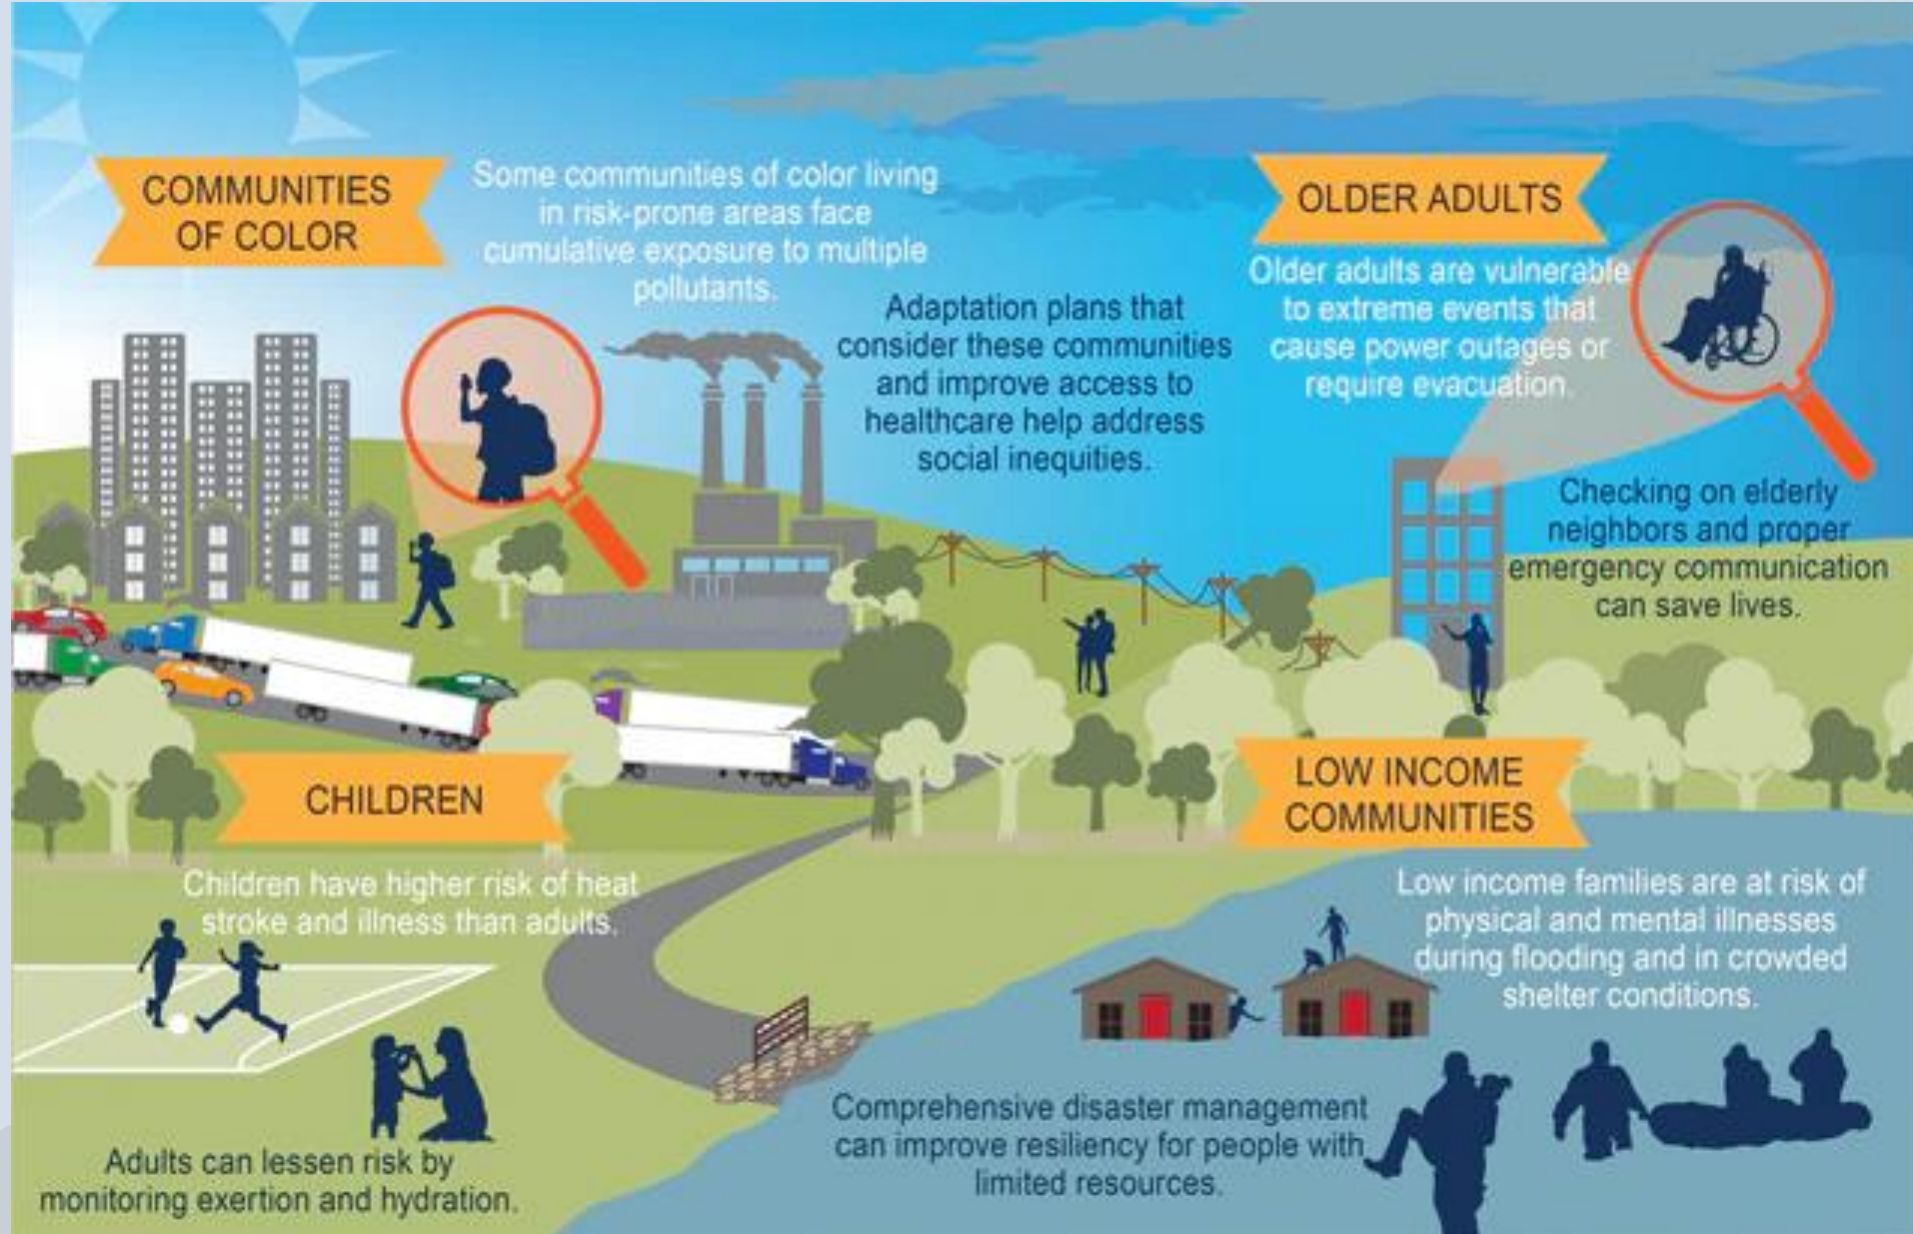 COMMUNITIES
OF COLOR
Some communities of color living
in risk-prone areas face
cumulative exposure to multiple
pollutants.
Adaptation plans that
consider these communities
and improve access to
healthcare help address
social inequities.
OLDER ADULTS
Older adults are vulnerable
to extreme events that
cause power outages or
require evacuation.
Checking on elderly
neighbors and proper
emergency communication
can save lives.
CHILDREN
Children have higher risk of heat
stroke and illness than adults.
Adults can lessen risk by
monitoring exertion and hydration.
LOW INCOME
COMMUNITIES
Low income families are at risk of
physical and mental illnesses
during flooding and in crowded
shelter conditions.
Comprehensive disaster management
can improve resiliency for people with
limited resources.